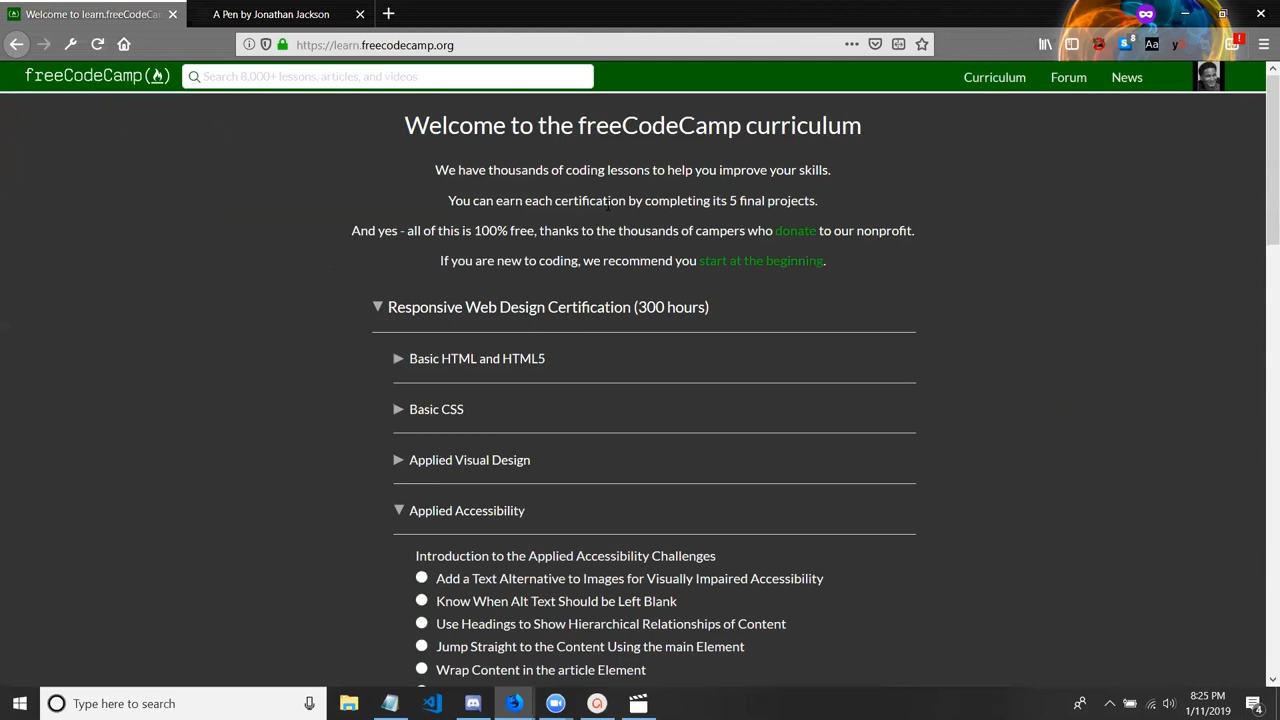 Welcome to learn.freeCodeCa
A Pen by Jonathan Jackson
https://learn.freecodecamp.org
8
Aa
!
freeCodeCamp
Search 8,000+ lessons, articles, and videos
Curriculum
Forum
News
Welcome to the freeCodeCamp curriculum
We have thousands of coding lessons to help you improve your skills.
You can earn each certification by completing its 5 final projects.
And yes - all of this is 100% free, thanks to the thousands of campers who donate to our nonprofit.
If you are new to coding, we recommend you start at the beginning.
Responsive Web Design Certification (300 hours)
Basic HTML and HTML5
Basic CSS
Applied Visual Design
Applied Accessibility
Introduction to the Applied Accessibility Challenges
Add a Text Alternative to Images for Visually Impaired Accessibility
Know When Alt Text Should be Left Blank
Use Headings to Show Hierarchical Relationships of Content
Jump Straight to the Content Using the main Element
Wrap Content in the article Element
Type here to search
8:25 PM
1/11/2019
4